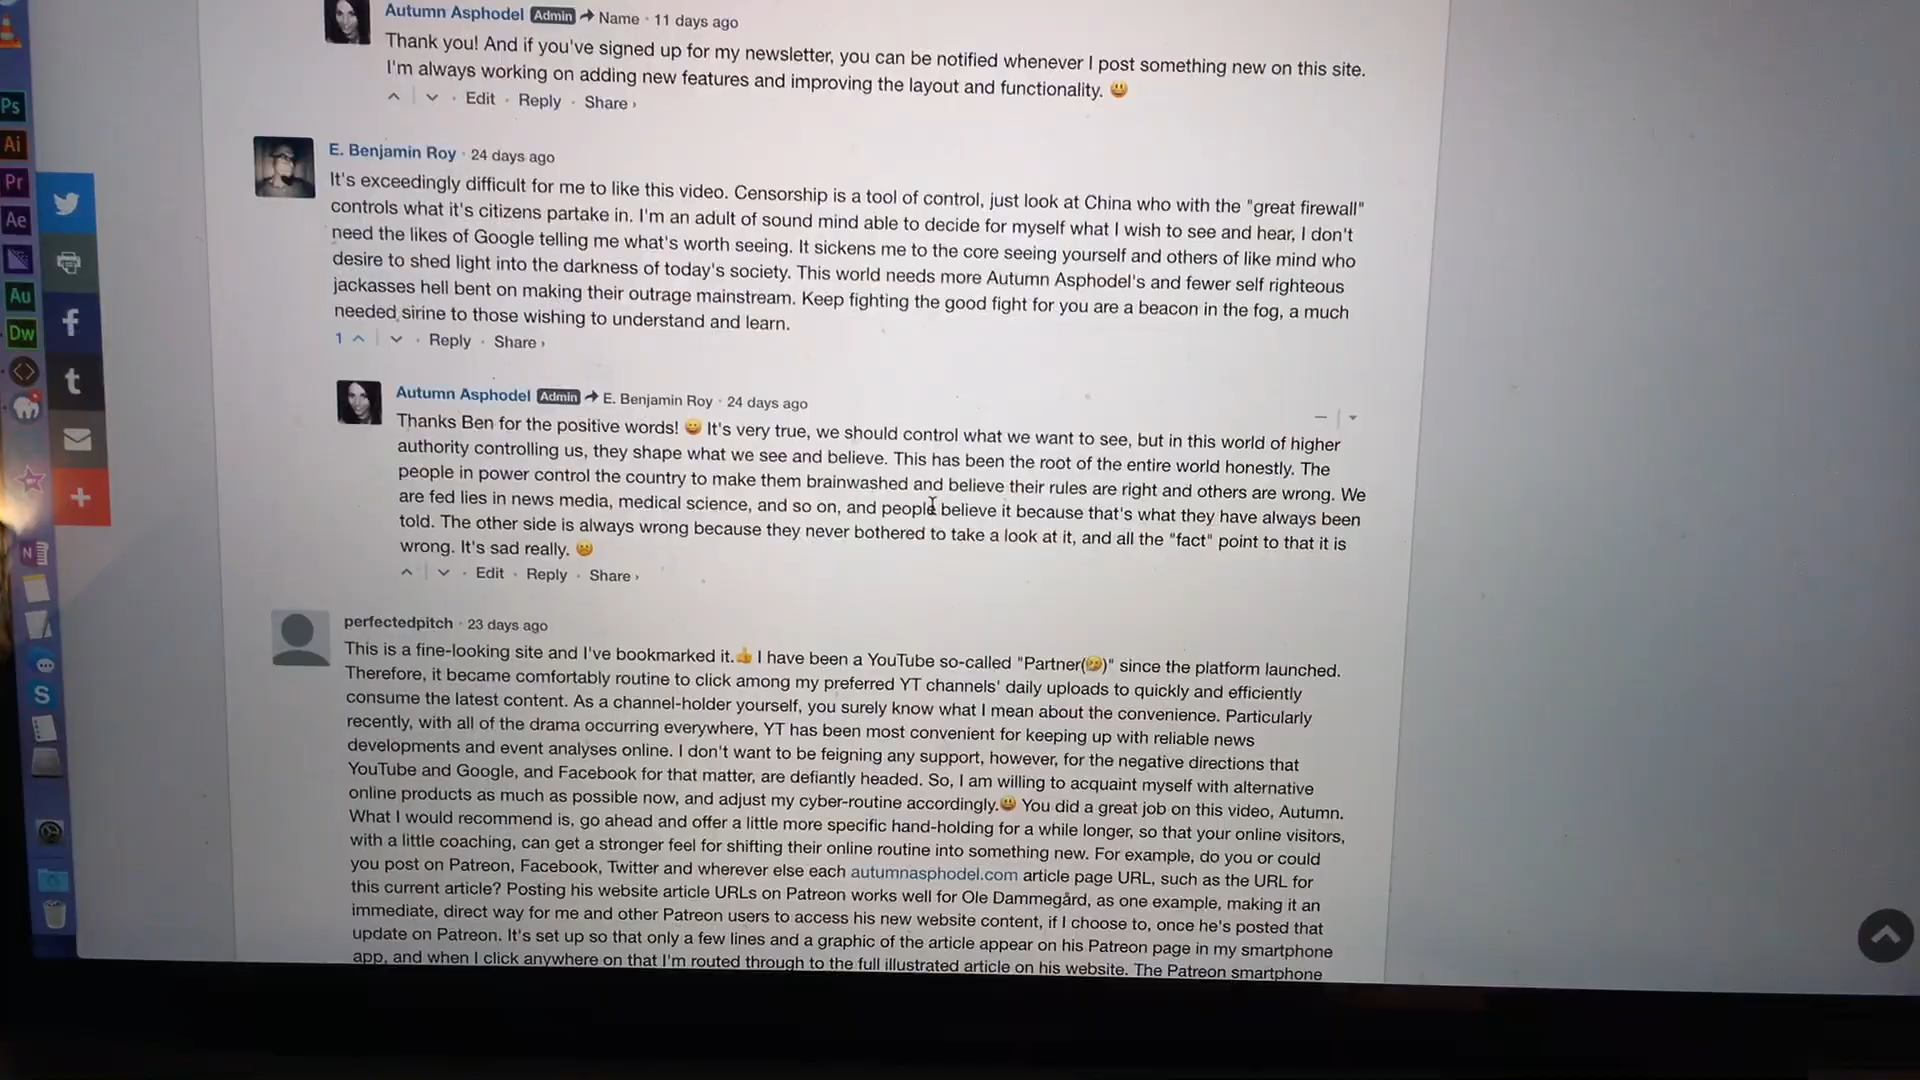 Autumn Asphodel Admin Name · 11 days ago
Thank you! And if you've signed up for my newsletter, you can be notified whenever I post something new on this site.
I'm always working on adding new features and improving the layout and functionality. 😃
Edit · Reply · Share ›
E. Benjamin Roy · 24 days ago
It's exceedingly difficult for me to like this video. Censorship is a tool of control, just look at China who with the "great firewall"
controls what it's citizens partake in. I'm an adult of sound mind able to decide for myself what I wish to see and hear, I don't
need the likes of Google telling me what's worth seeing. It sickens me to the core seeing yourself and others of like mind who
desire to shed light into the darkness of today's society. This world needs more Autumn Asphodel's and fewer self righteous
jackasses hell bent on making their outrage mainstream. Keep fighting the good fight for you are a beacon in the fog, a much
needed sirine to those wishing to understand and learn.
1 · Reply · Share ›
Autumn Asphodel Admin E. Benjamin Roy · 24 days ago
Thanks Ben for the positive words! 😀 It's very true, we should control what we want to see, but in this world of higher
authority controlling us, they shape what we see and believe. This has been the root of the entire world honestly. The
people in power control the country to make them brainwashed and believe their rules are right and others are wrong. We
are fed lies in news media, medical science, and so on, and people believe it because that's what they have always been
told. The other side is always wrong because they never bothered to take a look at it, and all the "fact" point to that it is
wrong. It's sad really. 🙁
Edit · Reply · Share ›
perfectedpitch · 23 days ago
This is a fine-looking site and I've bookmarked it.👍 I have been a YouTube so-called "Partner(😢)" since the platform launched.
Therefore, it became comfortably routine to click among my preferred YT channels' daily uploads to quickly and efficiently
consume the latest content. As a channel-holder yourself, you surely know what I mean about the convenience. Particularly
recently, with all of the drama occurring everywhere, YT has been most convenient for keeping up with reliable news
developments and event analyses online. I don't want to be feigning any support, however, for the negative directions that
YouTube and Google, and Facebook for that matter, are defiantly headed. So, I am willing to acquaint myself with alternative
online products as much as possible now, and adjust my cyber-routine accordingly.😃 You did a great job on this video, Autumn.
What I would recommend is, go ahead and offer a little more specific hand-holding for a while longer, so that your online visitors,
with a little coaching, can get a stronger feel for shifting their online routine into something new. For example, do you or could
you post on Patreon, Facebook, Twitter and wherever else each autumnasphodel.com article page URL, such as the URL for
this current article? Posting his website article URLs on Patreon works well for Ole Dammegård, as one example, making it an
immediate, direct way for me and other Patreon users to access his new website content, if I choose to, once he's posted that
update on Patreon. It's set up so that only a few lines and a graphic of the article appear on his Patreon page in my smartphone
app, and when I click anywhere on that I'm routed through to the full illustrated article on his website. The Patreon smartphone
Ps
Ai
Pr
Ae
Au
Dw
N
S
f
t